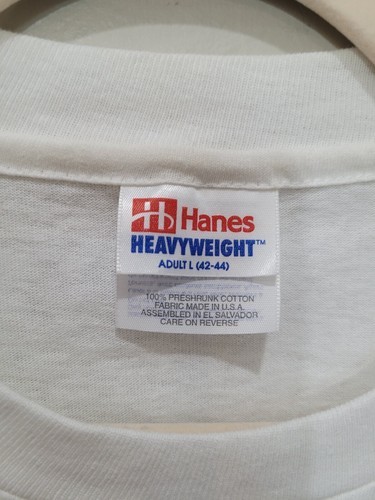 Hanes
HEAVYWEIGHT™
ADULT L (42-44)
100% PRESHRUNK COTTON
FABRIC MADE IN U.S.A.
ASSEMBLED IN EL SALVADOR
CARE ON REVERSE